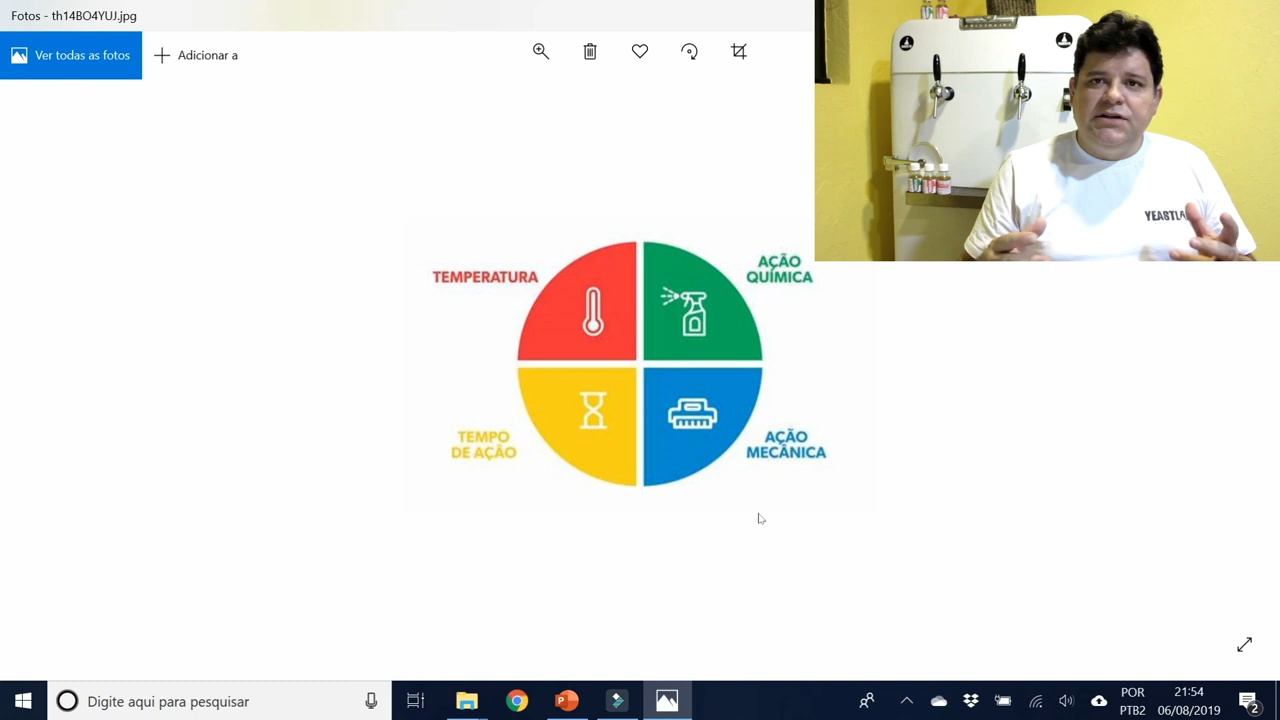 Fotos - th14BO4YUJ.jpg
Ver todas as fotos
Adicionar a
TEMPERATURA
AÇÃO
QUÍMICA
TEMPO
DE AÇÃO
AÇÃO
MECÂNICA
Digite aqui para pesquisar
POR
PTB2
21:54
06/08/2019
2